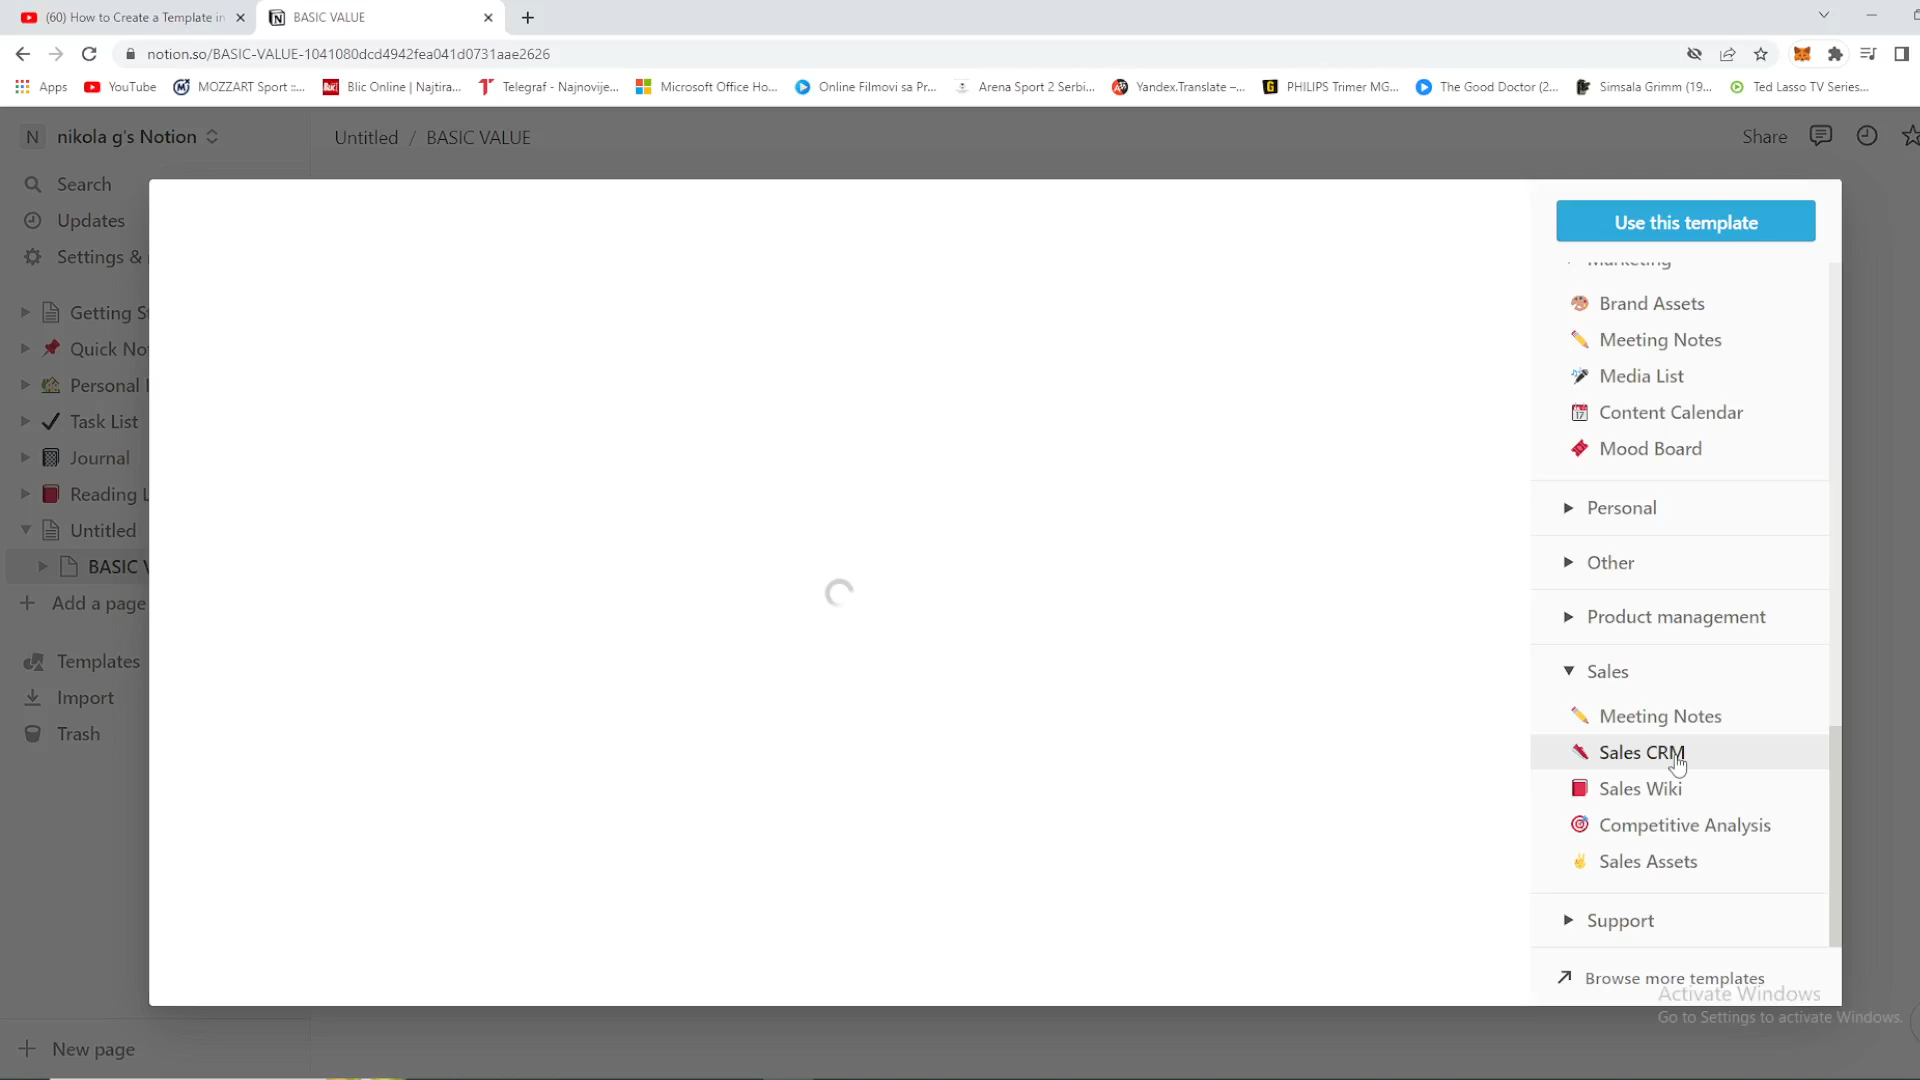 (60) How to Create a Template in
BASIC VALUE
notion.so/BASIC-VALUE-1041080dcd4942fea041d0731aae2626
Apps
YouTube
MOZZART Sport ::...
Blic Online | Najtira...
Telegraf - Najnovije...
Microsoft Office Ho...
Online Filmovi sa Pr...
Arena Sport 2 Serbi...
Yandex.Translate –...
PHILIPS Trimer MG...
The Good Doctor (2...
Simsala Grimm (19...
Ted Lasso TV Series...
N nikola g's Notion
Untitled / BASIC VALUE
Share
Search
Updates
Settings &
Getting S
Quick No
Personal
Task List
Journal
Reading L
Untitled
BASIC V
Add a page
Templates
Import
Trash
New page
Use this template
Marketing
Brand Assets
Meeting Notes
Media List
Content Calendar
Mood Board
Personal
Other
Product management
Sales
Meeting Notes
Sales CRM
Sales Wiki
Competitive Analysis
Sales Assets
Support
Browse more templates
Activate Windows
Go to Settings to activate Windows.